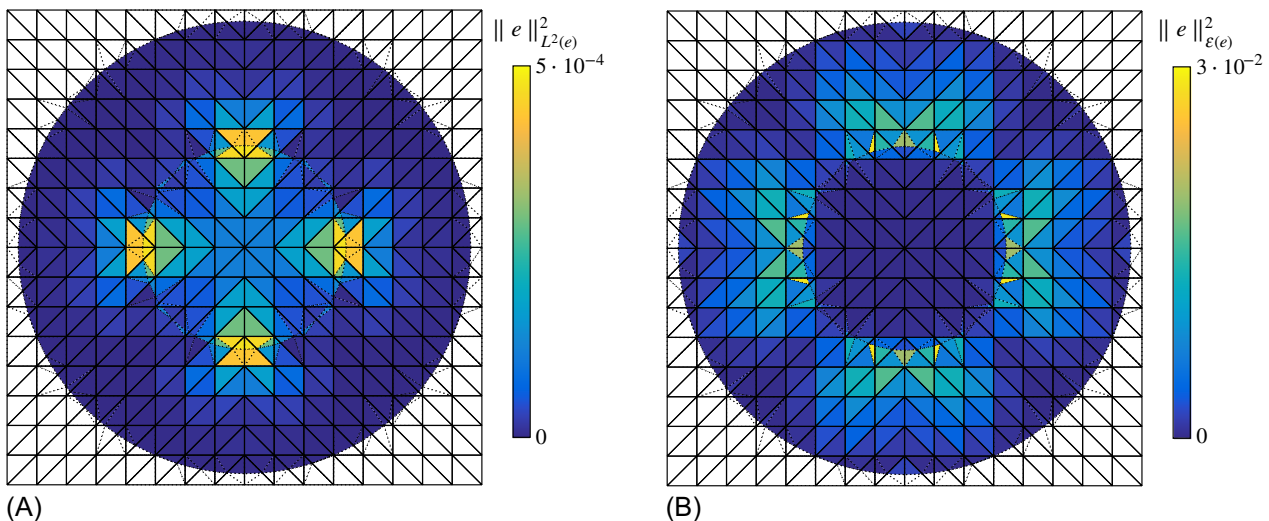 ‖ e ‖²_{L²(e)}
5 · 10⁻⁴
0
(A)
‖ e ‖²_{ε(e)}
3 · 10⁻²
0
(B)